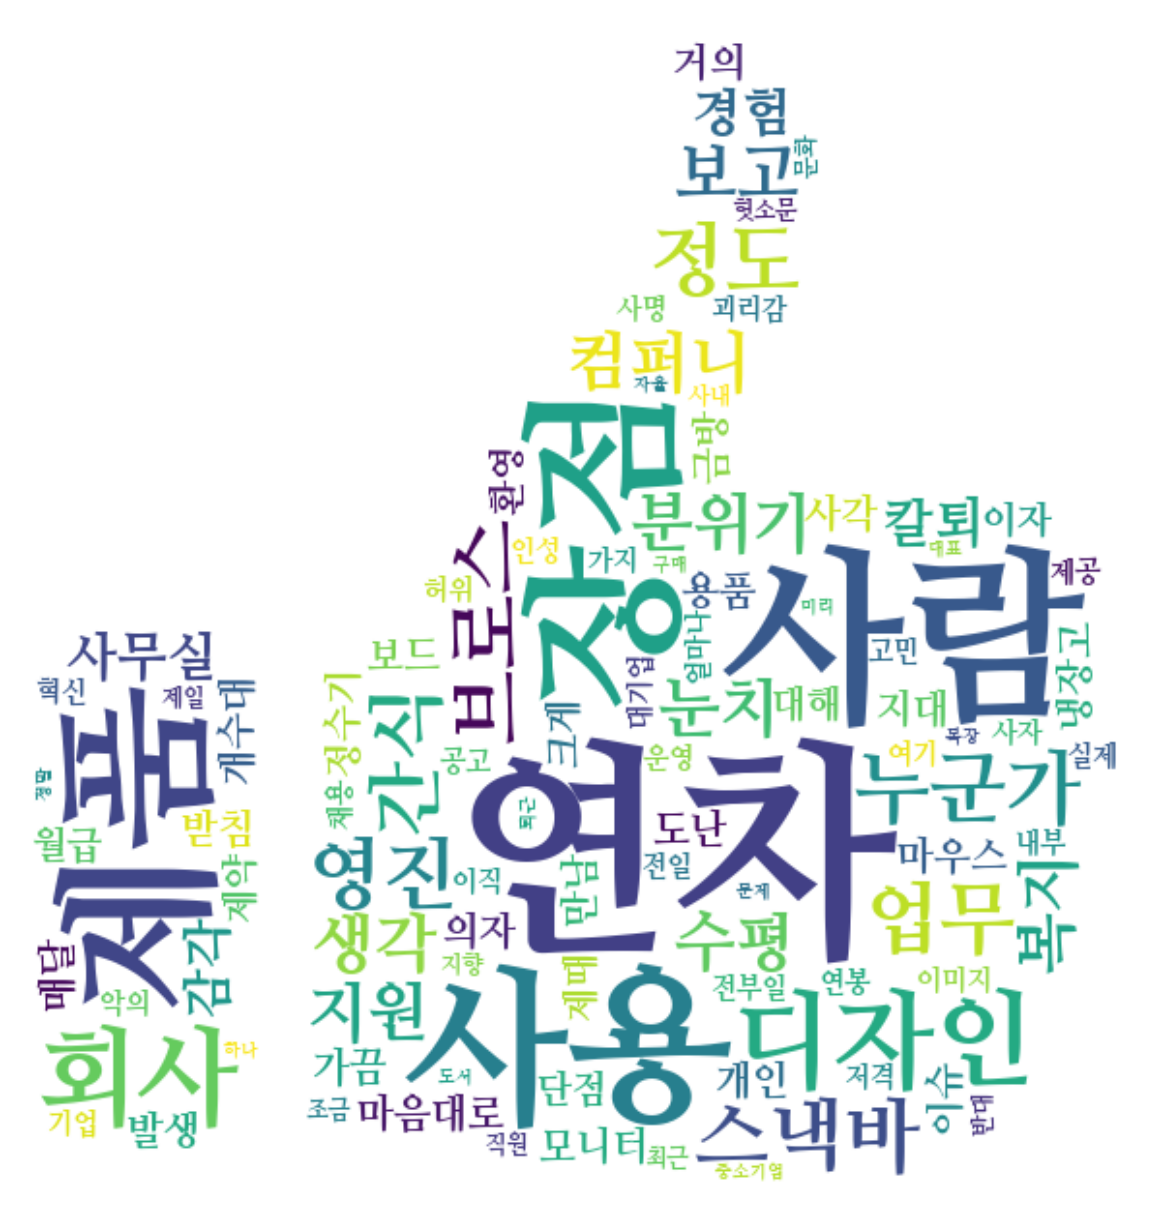 거의
경험
보고
문화
헛소문
정도
사명
괴리감
컴퍼니
자율
사내
장점
금방
환영
브로스
분위기
사각
칼퇴
이자
인성
가지
구매
대표
제공
허위
용품
미리
사람
고민
얼마나
대기업
냉장고
보드
눈치
대해
지대
사자
크게
목장
실제
정수기
간식
공고
운영
여기
누군가
채용
연차
퇴근
도난
마우스
내부
영진
이직
만남
전일
문제
업무
복지
생각
의자
수평
지향
제때
전부일
연봉
이미지
지원
사용
디자인
가끔
도서
단점
개인
저격
이슈
반대
조금
마음대로
직원
모니터
최근
스낵바
중소기업
사무실
혁신
제일
개수대
제품
정말
월급
받침
제약
매달
감각
악의
회사
하나
기업
발생